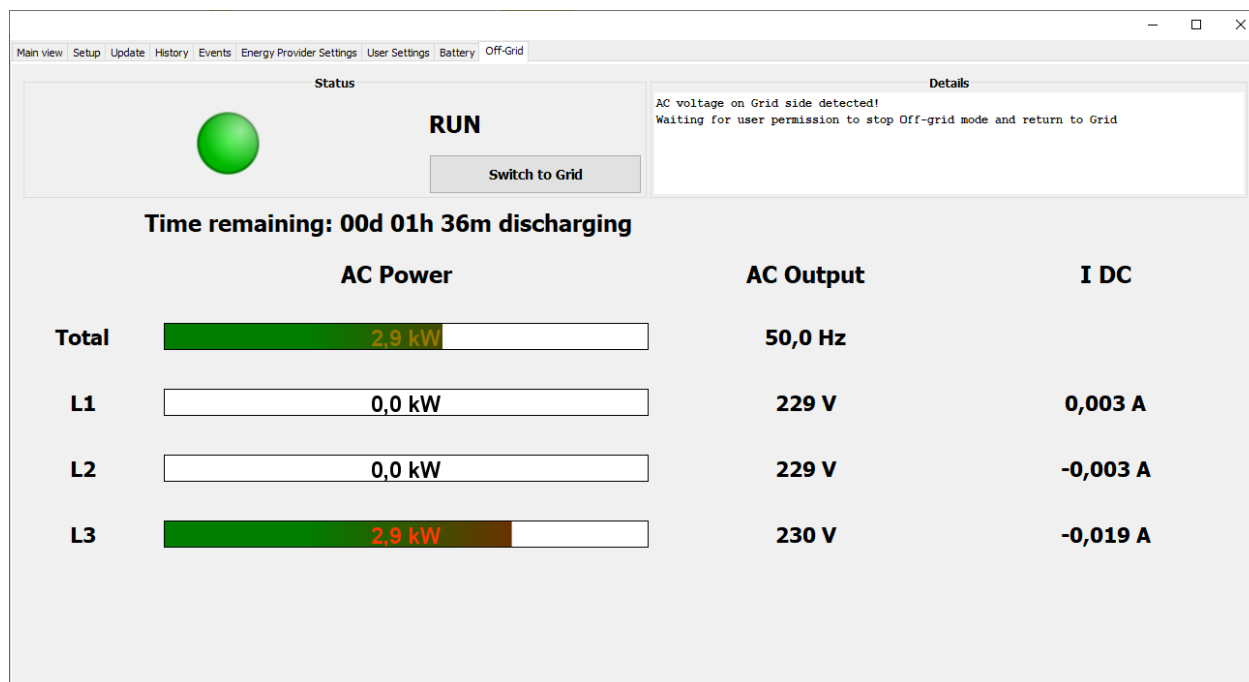 Main view Setup Update History Events Energy Provider Settings User Settings Battery Off-Grid
Status
RUN
Switch to Grid
Details
AC voltage on Grid side detected!
Waiting for user permission to stop Off-grid mode and return to Grid
Time remaining: 00d 01h 36m discharging
AC Power AC Output I DC
Total 2,9 kW 50,0 Hz
L1 0,0 kW 229 V 0,003 A
L2 0,0 kW 229 V -0,003 A
L3 2,9 kW 230 V -0,019 A